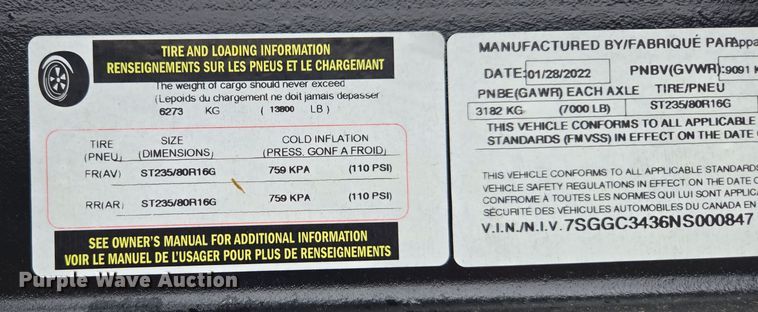 TIRE AND LOADING INFORMATION
RENSEIGNEMENTS SUR LES PNEUS ET LE CHARGEMENT
The weight of cargo should never exceed
(Lepoids du chargement ne doit jamais depasser
6273 KG ( 13800 LB )
TIRE SIZE COLD INFLATION
(PNEU) (DIMENSIONS) (PRESS. GONF A FROID)
FR(AV) ST235/80R16G 759 KPA (110 PSI)
RR(AR) ST235/80R16G 759 KPA (110 PSI)
SEE OWNER'S MANUAL FOR ADDITIONAL INFORMATION
VOIR LE MANUEL DE L'USAGER POUR PLUS DE RENSEIGNEMENTS
MANUFACTURED BY/FABRIQUÉ PAR
DATE: 01/28/2022 PNBV(GVWR): 9091 K
PNBE(GAWR) EACH AXLE TIRE/PNEU
3182 KG (7000 LB) ST235/80R16G
THIS VEHICLE CONFORMS TO ALL APPLICABLE
STANDARDS (FMVSS) IN EFFECT ON THE DATE
THIS VEHICLE CONFORMS TO ALL APPLICABLE STANDARDS
VEHICLE SAFETY REGULATIONS IN EFFECT ON THE DATE O
CONFROME A TOUTES LES NORMES QUI LUI SONT APPLIC
SÉCURITE DES VÉHICULES AUTOMOBILES DU CANADA EN
V.I.N./N.I.V. 7SGGC3436NS000847
Purple Wave Auction